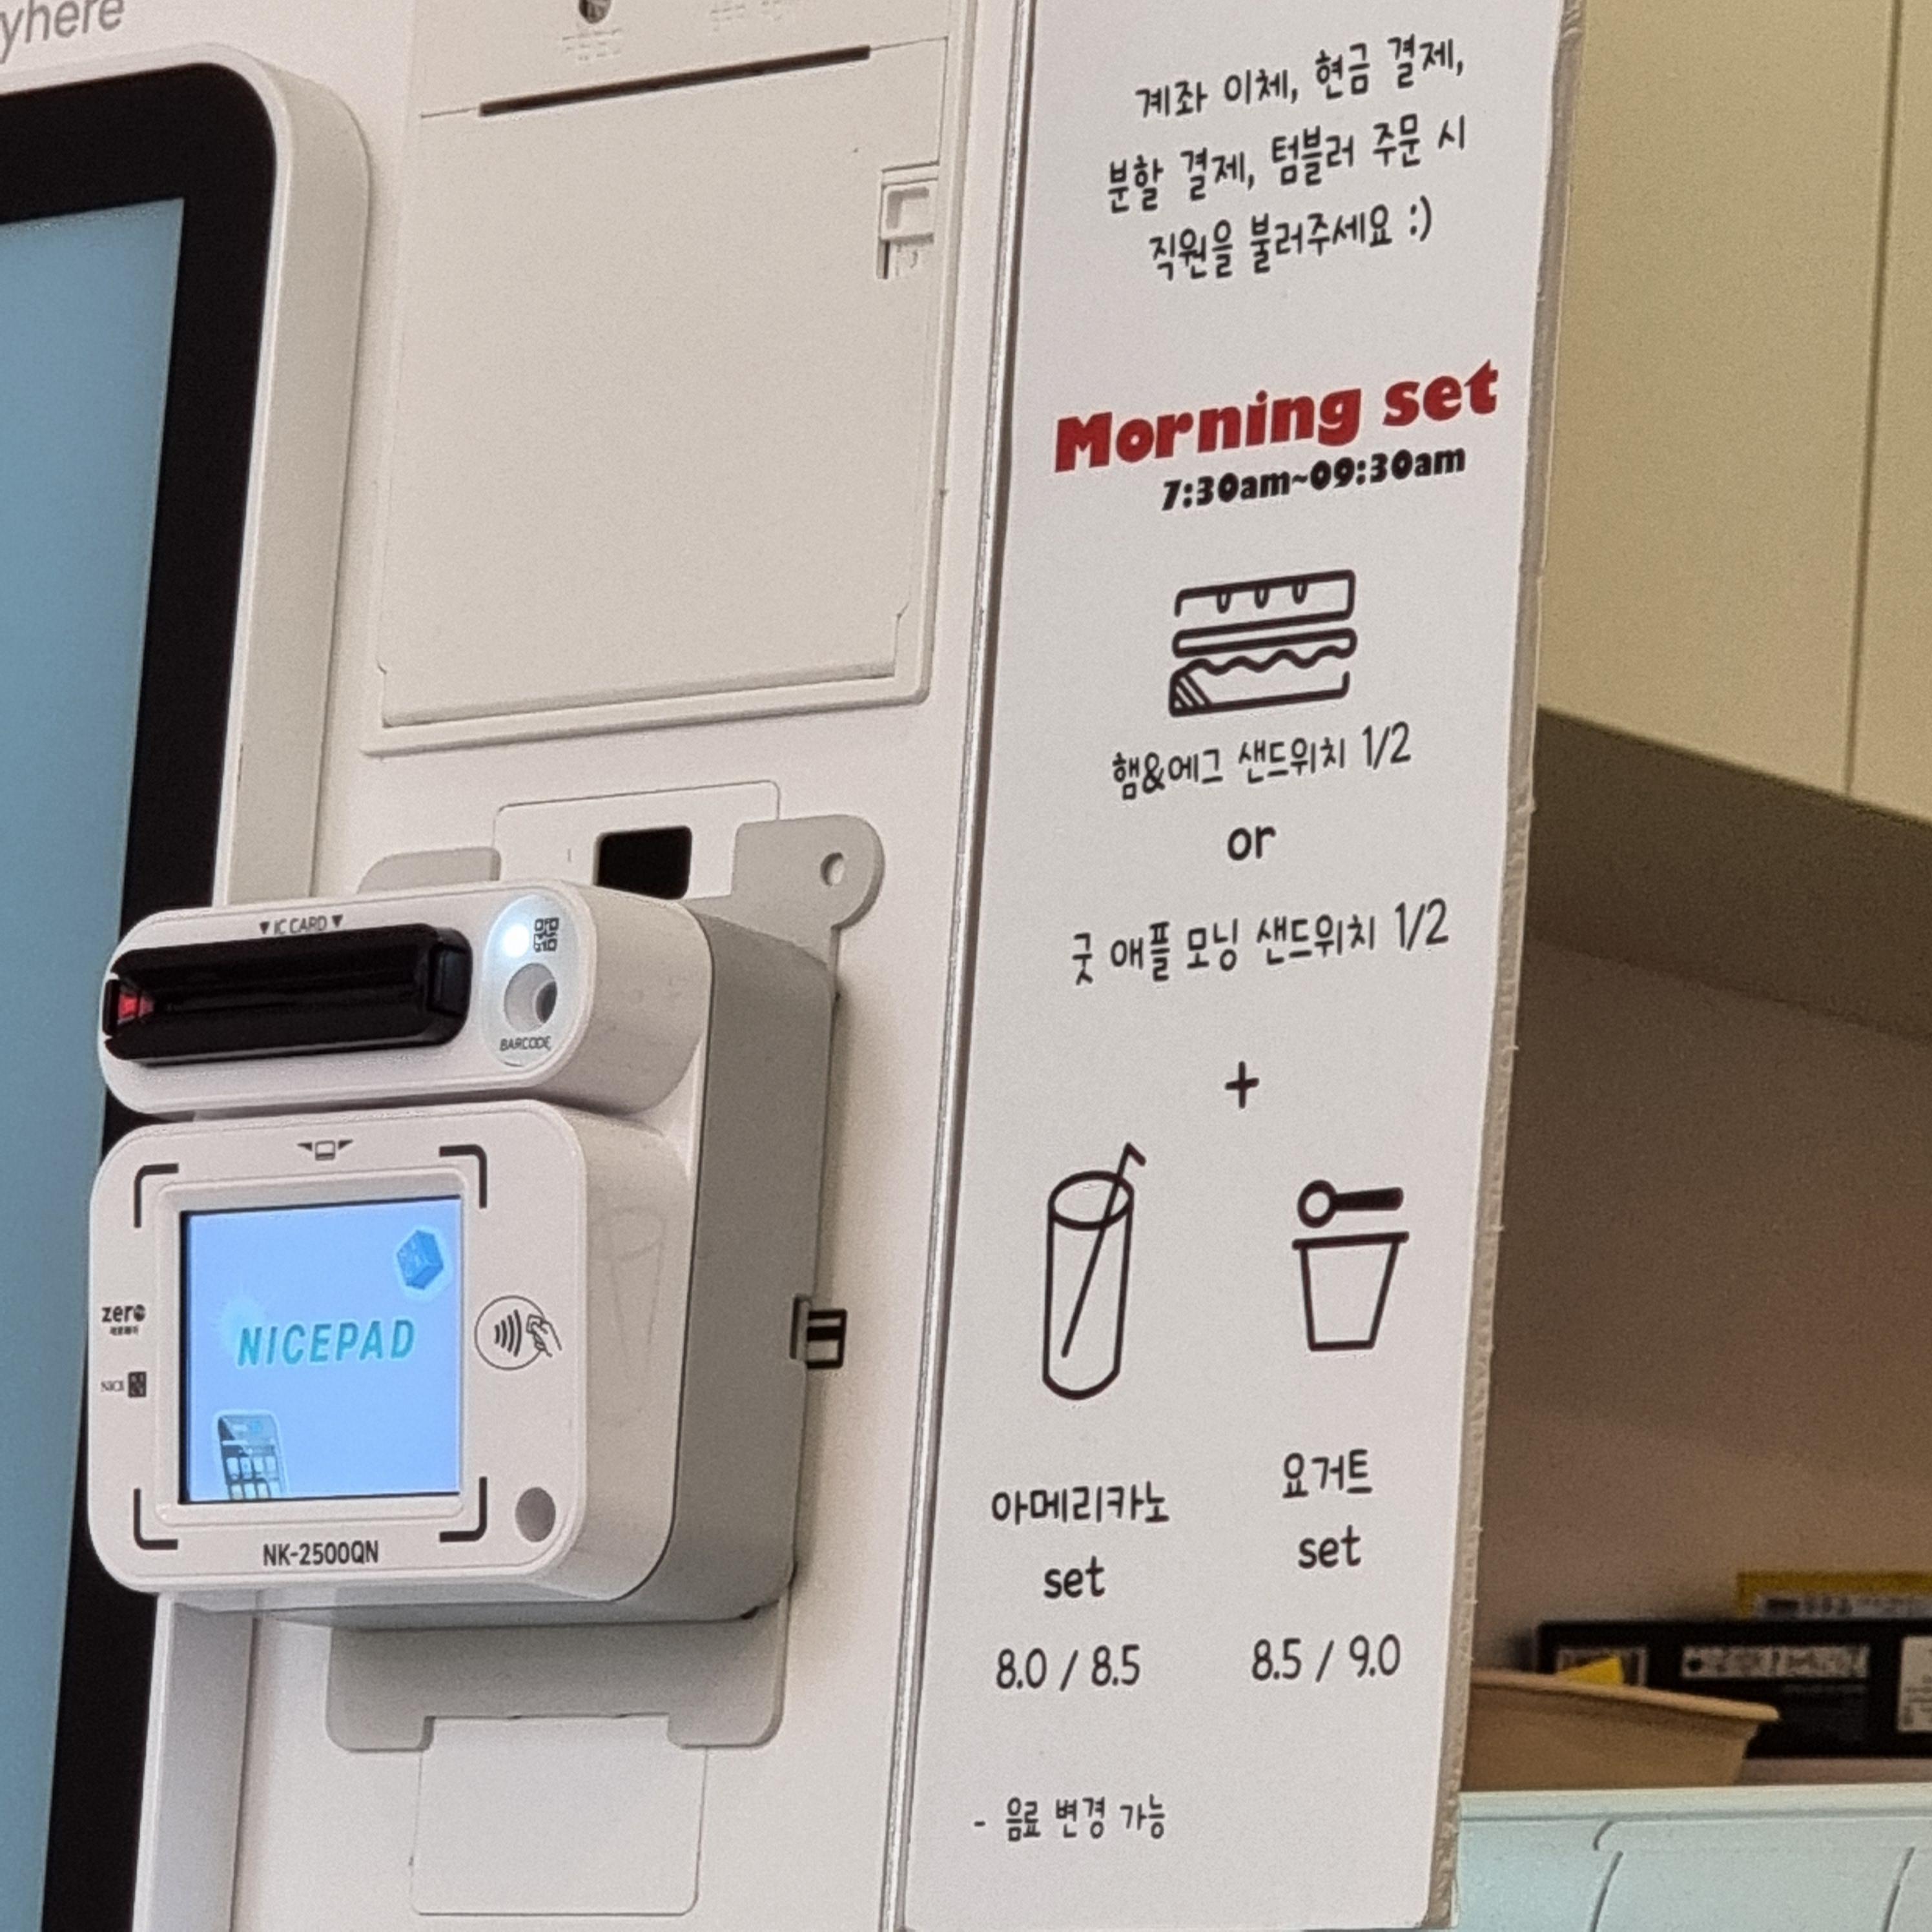 yhere
계좌 이체, 현금 결제,
분할 결제, 텀블러 주문 시
직원을 불러주세요 :)
Morning set
7:30am~09:30am
햄&에그 샌드위치 1/2
or
굿 애플 모닝 샌드위치 1/2
+
아메리카노
set
8.0 / 8.5
요거트
set
8.5 / 9.0
- 음료 변경 가능
▼ IC CARD ▼
BARCODE
zero
NICE
NICEPAD
NK-2500QN